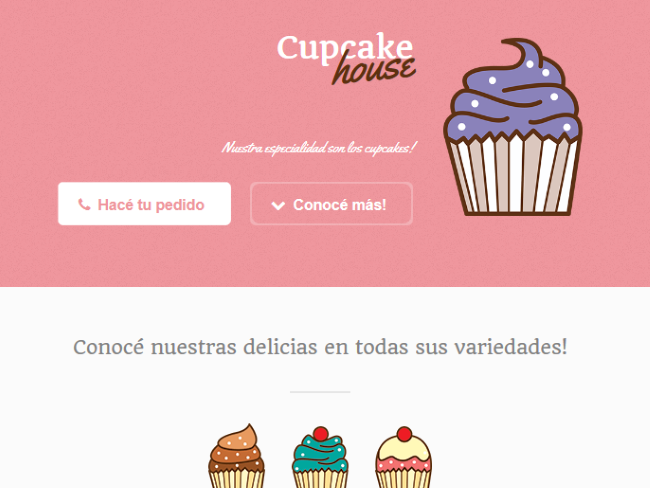 Cupcake
house
Nuestra especialidad son los cupcakes!
Hacé tu pedido
Conocé más!
Conocé nuestras delicias en todas sus variedades!